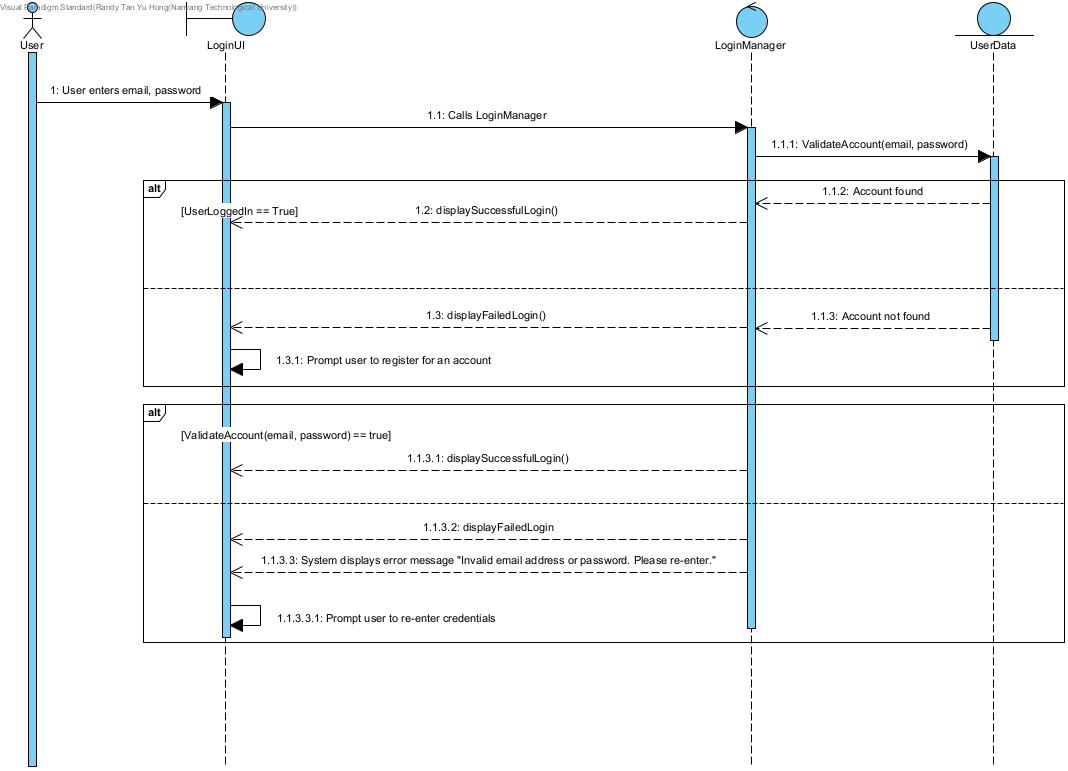 Visual Paradigm Standard(Randy Tan Yu Hong(Nanyang Technological University))
User
LoginUI
LoginManager
UserData
1: User enters email, password
1.1: Calls LoginManager
1.1.1: ValidateAccount(email, password)
alt
1.1.2: Account found
[UserLoggedIn == True]
1.2: displaySuccessfulLogin()
1.3: displayFailedLogin()
1.1.3: Account not found
1.3.1: Prompt user to register for an account
alt
[ValidateAccount(email, password) == true]
1.1.3.1: displaySuccessfulLogin()
1.1.3.2: displayFailedLogin
1.1.3.3: System displays error message "Invalid email address or password. Please re-enter."
1.1.3.3.1: Prompt user to re-enter credentials